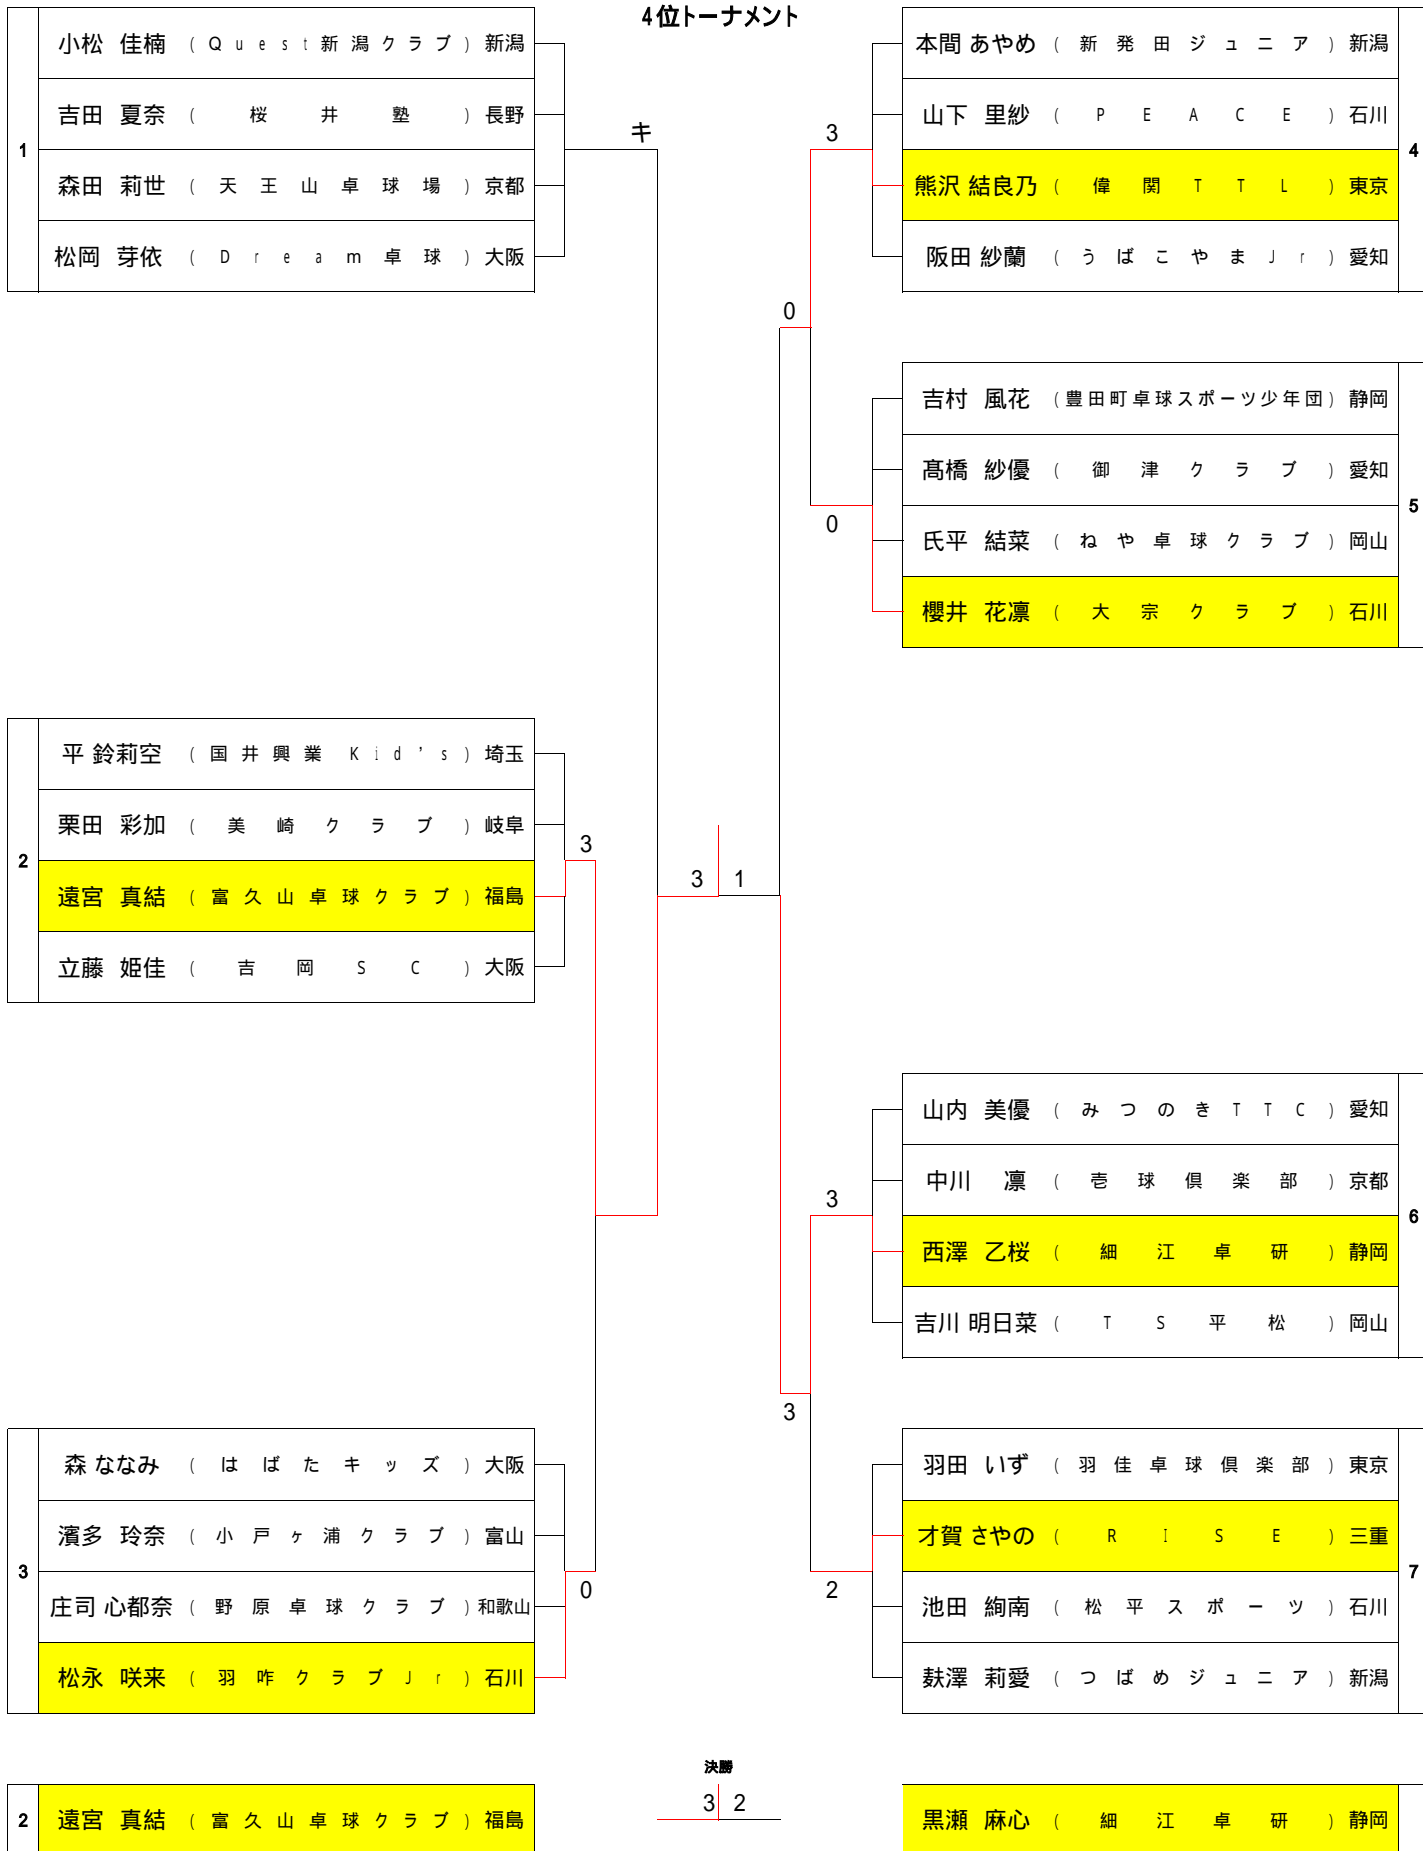 4位トーナメント
1
小松 佳楠 (Quest新潟クラブ) 新潟
吉田 夏奈 (桜井塾) 長野
森田 莉世 (天王山卓球場) 京都
松岡 芽依 (Dream卓球) 大阪
キ
2
平 鈴莉空 (国井興業Kid's) 埼玉
栗田 彩加 (美崎クラブ) 岐阜
遠宮 真結 (富久山卓球クラブ) 福島
立藤 姫佳 (吉岡SC) 大阪
3
3
森 ななみ (はばたキッズ) 大阪
濱多 玲奈 (小戸ヶ浦クラブ) 富山
庄司 心都奈 (野原卓球クラブ) 和歌山
松永 咲来 (羽咋クラブJr) 石川
0
3 1
4
本間 あやめ (新発田ジュニア) 新潟
山下 里紗 (PEACE) 石川
熊沢 結良乃 (偉関TTL) 東京
阪田 紗蘭 (うばこやまJr) 愛知
3
0
5
吉村 風花 (豊田町卓球スポーツ少年団) 静岡
髙橋 紗優 (御津クラブ) 愛知
氏平 結菜 (ねや卓球クラブ) 岡山
櫻井 花凛 (大宗クラブ) 石川
0
6
山内 美優 (みつのきTTC) 愛知
中川 凛 (壱球倶楽部) 京都
西澤 乙桜 (細江卓研) 静岡
吉川 明日菜 (TS平松) 岡山
3
3
7
羽田 いず (羽佳卓球倶楽部) 東京
才賀 さやの (RISE) 三重
池田 絢南 (松平スポーツ) 石川
麸澤 莉愛 (つばめジュニア) 新潟
2
決勝
2 遠宮 真結 (富久山卓球クラブ) 福島
3 2
黒瀬 麻心 (細江卓研) 静岡